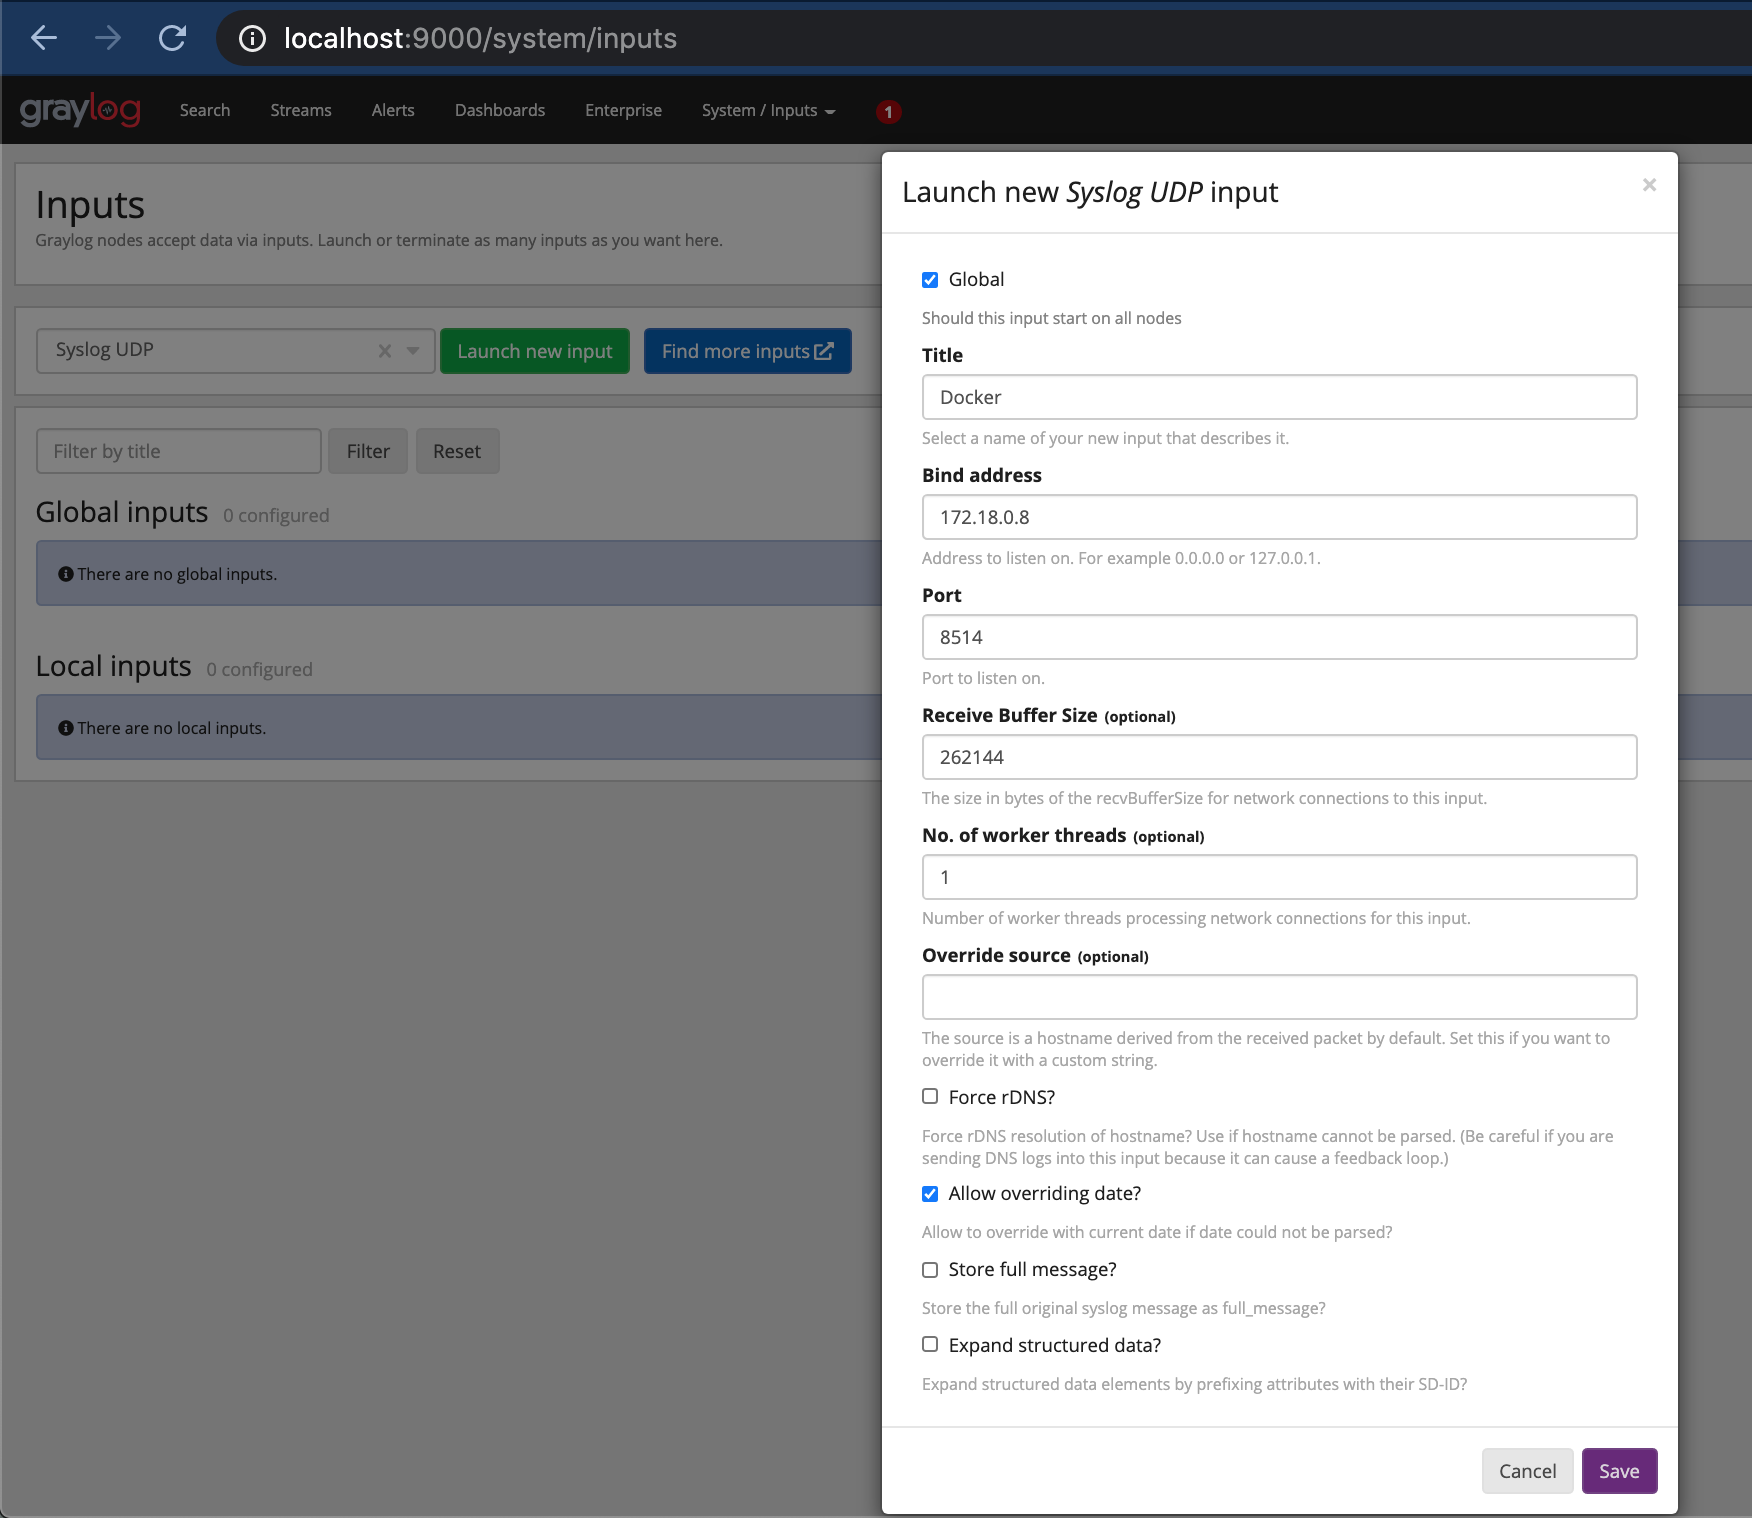 localhost:9000/system/inputs
graylog
Search
Streams
Alerts
Dashboards
Enterprise
System / Inputs
1
Inputs
Graylog nodes accept data via inputs. Launch or terminate as many inputs as you want here.
Syslog UDP
Launch new input
Find more inputs
Filter by title
Filter
Reset
Global inputs 0 configured
There are no global inputs.
Local inputs 0 configured
There are no local inputs.
Launch new Syslog UDP input
×
Global
Should this input start on all nodes
Title
Docker
Select a name of your new input that describes it.
Bind address
172.18.0.8
Address to listen on. For example 0.0.0.0 or 127.0.0.1.
Port
8514
Port to listen on.
Receive Buffer Size (optional)
262144
The size in bytes of the recvBufferSize for network connections to this input.
No. of worker threads (optional)
1
Number of worker threads processing network connections for this input.
Override source (optional)
The source is a hostname derived from the received packet by default. Set this if you want to
override it with a custom string.
Force rDNS?
Force rDNS resolution of hostname? Use if hostname cannot be parsed. (Be careful if you are
sending DNS logs into this input because it can cause a feedback loop.)
Allow overriding date?
Allow to override with current date if date could not be parsed?
Store full message?
Store the full original syslog message as full_message?
Expand structured data?
Expand structured data elements by prefixing attributes with their SD-ID?
Cancel
Save